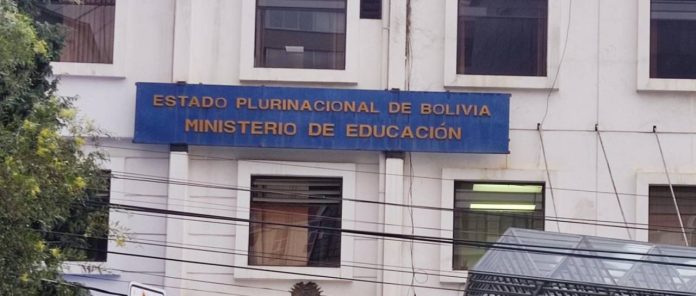 ESTADO PLURINACIONAL DE BOLIVIA
MINISTERIO DE EDUCACIÓN